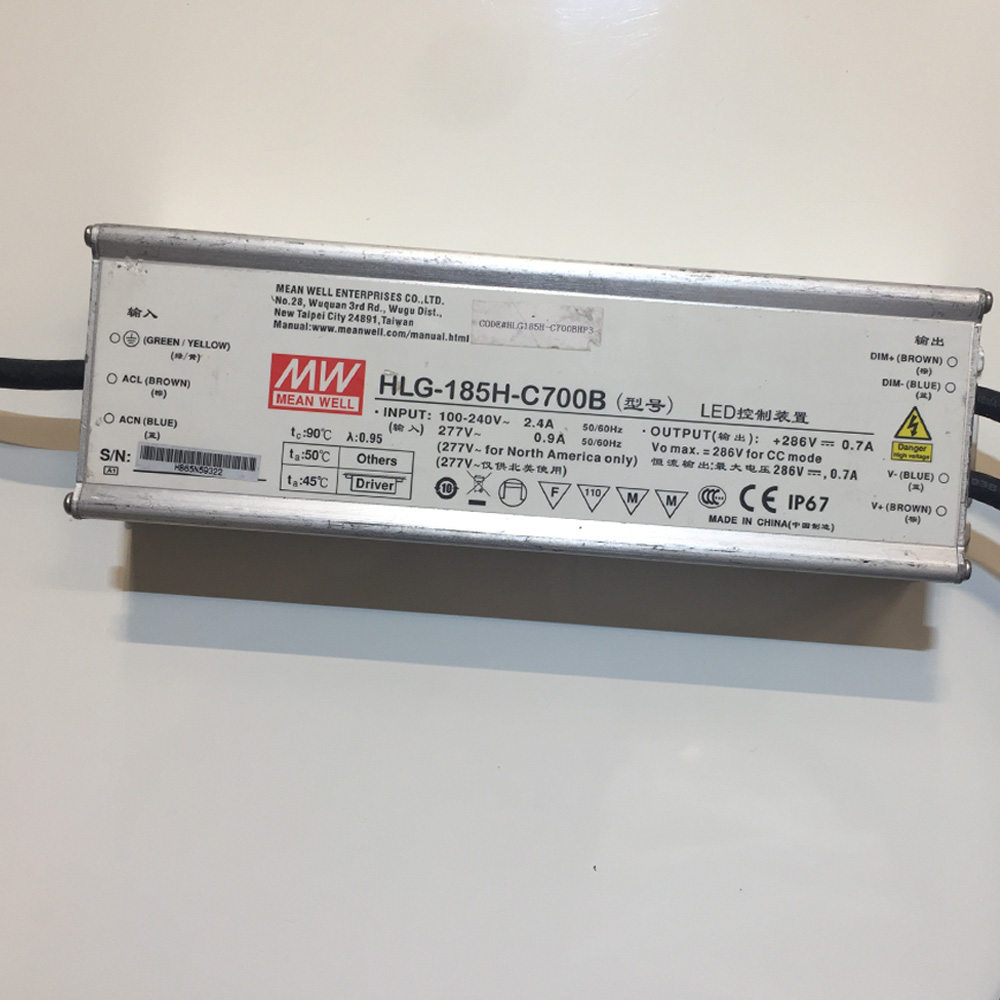 MEAN WELL ENTERPRISES CO.,LTD.
No.28, Wuquan 3rd Rd., Wugu Dist.,
New Taipei City 24891,Taiwan
Manual:www.meanwell.com/manual.html
CODE#HLG185H-C700BHP3
输入
(GREEN / YELLOW)
(绿/黄)
ACL (BROWN)
(棕)
ACN (BLUE)
(蓝)
S/N:
A1
HB65N59322
MW
MEAN WELL
HLG-185H-C700B (型号) LED控制装置
· INPUT: 100-240V~ 2.4A 50/60Hz
(输入) 277V~ 0.9A 50/60Hz
(277V~ for North America only)
(277V~仅供北美使用)
· OUTPUT(输出): +286V⎓ 0.7A
Vo max. = 286V for CC mode
恒流输出:最大电压286V⎓, 0.7A
tc:90℃ λ:0.95
ta:50℃ Others
ta:45℃ Driver
10
F 110 M M
CCC CE IP67
MADE IN CHINA(中国制造)
输出
DIM+ (BROWN)
(棕)
DIM- (BLUE)
(蓝)
Danger
High voltage
V- (BLUE)
(蓝)
V+ (BROWN)
(棕)